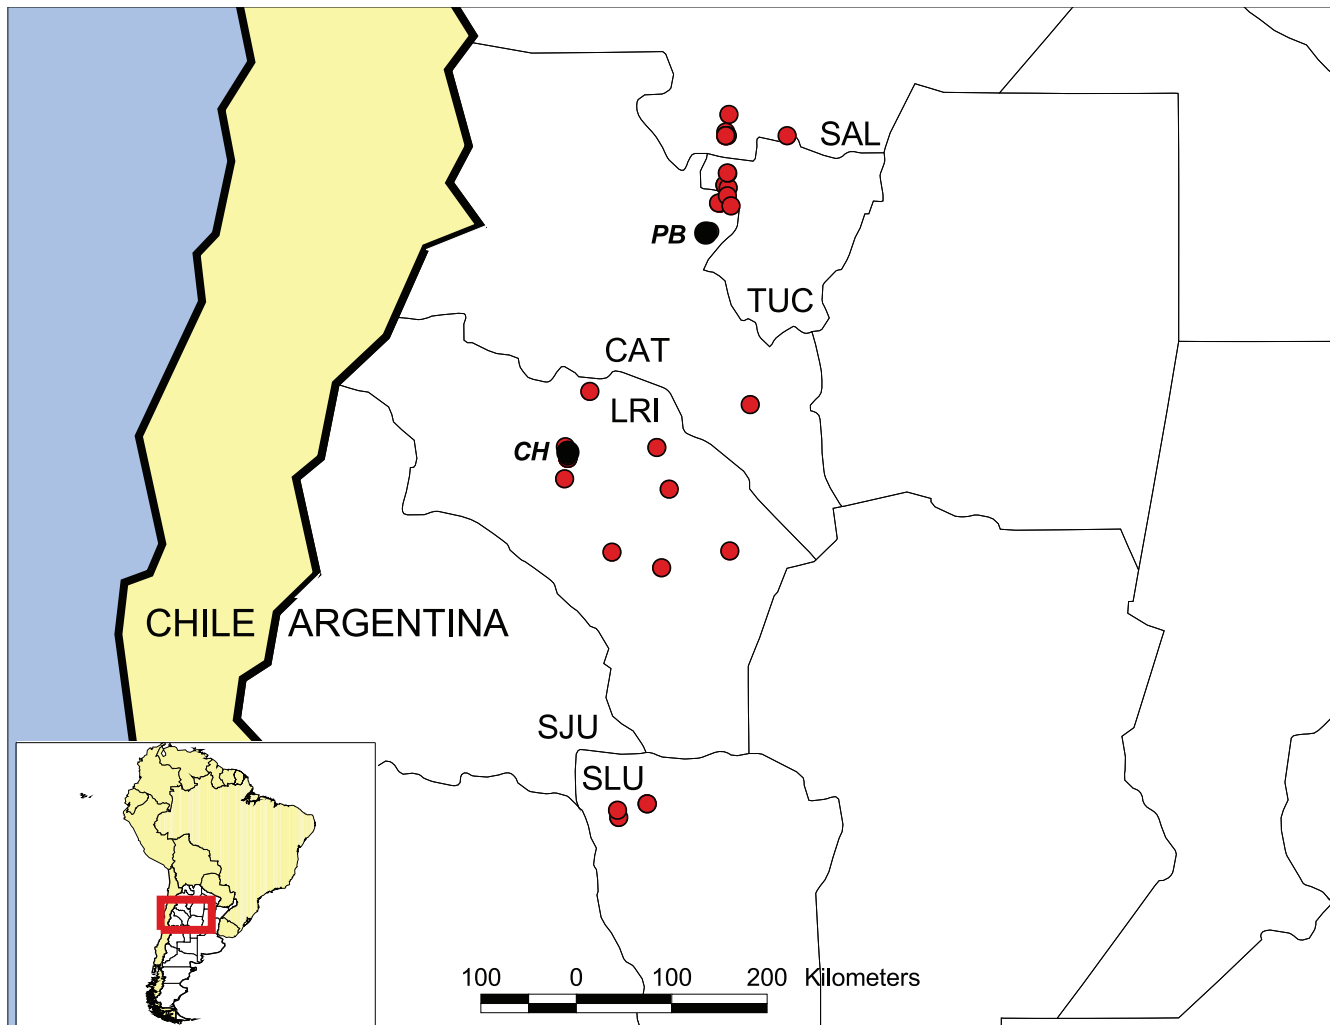 SAL
PB
TUC
CAT
LRI
CH
CHILE ARGENTINA
SJU
SLU
100 0 100 200 Kilometers